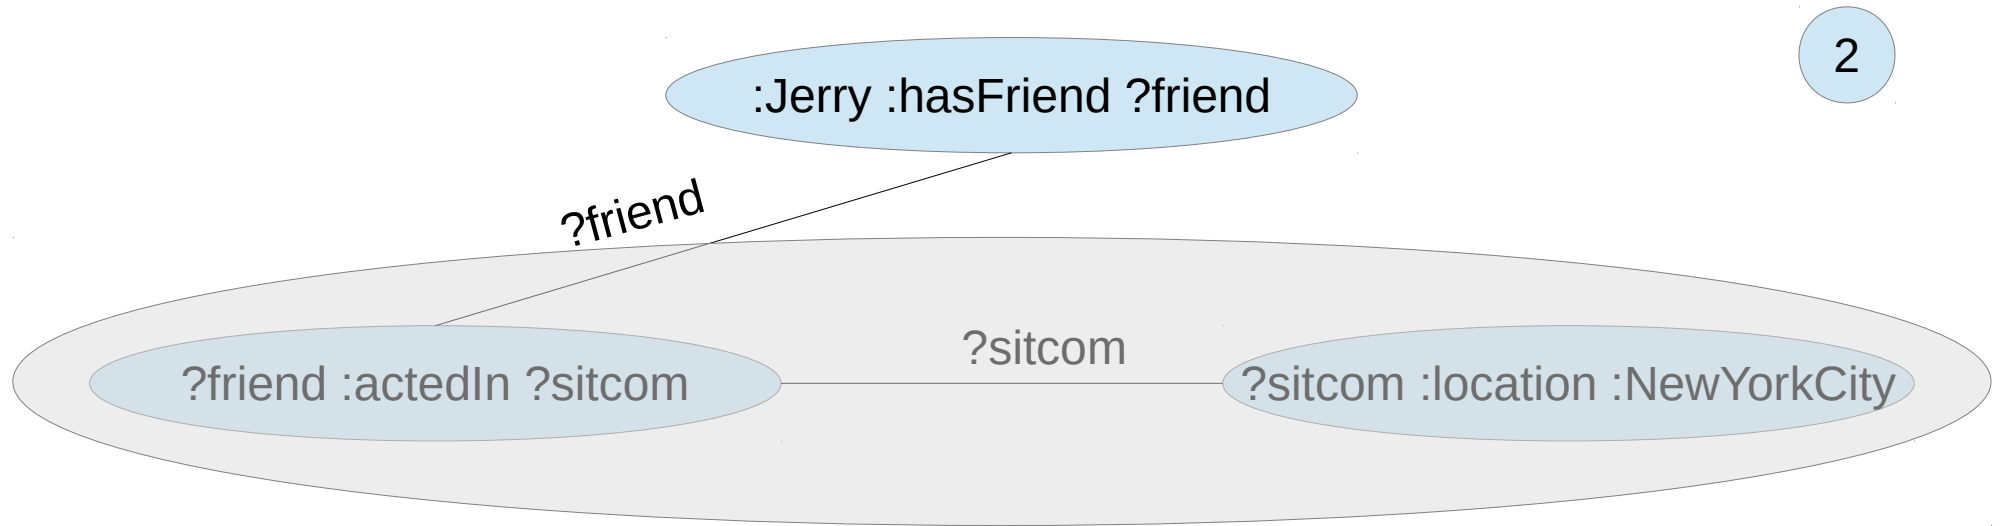 2
:Jerry :hasFriend ?friend
?friend
?sitcom
?friend :actedIn ?sitcom
?sitcom :location :NewYorkCity